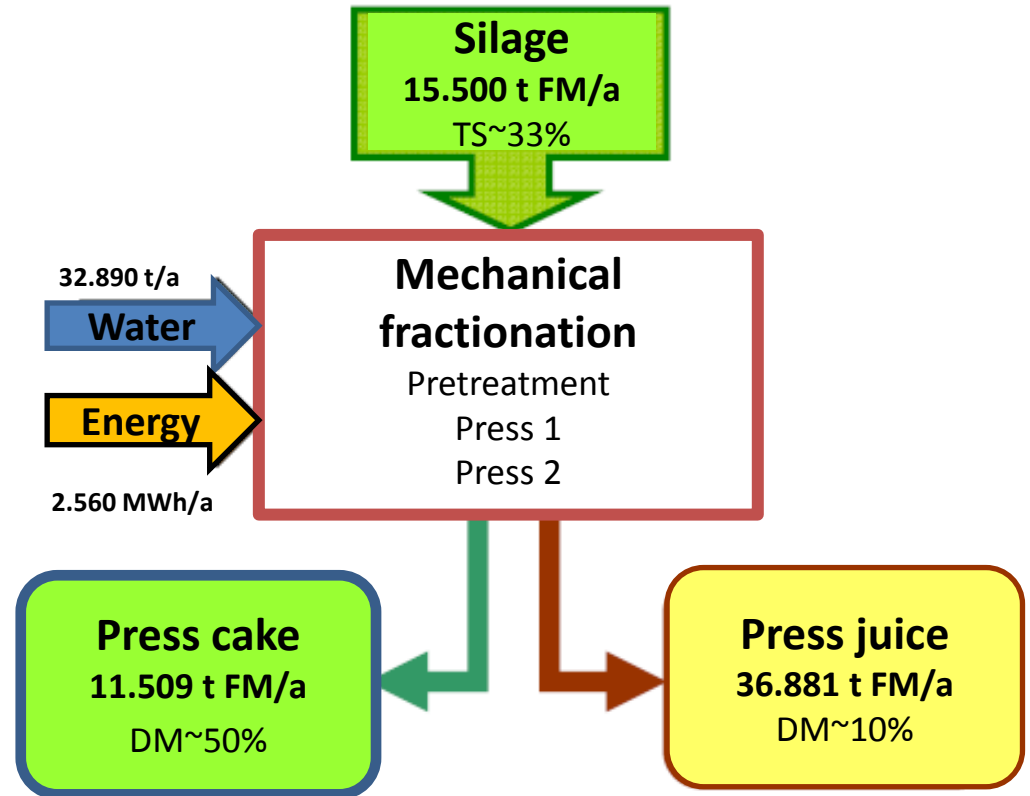 Silage
15.500 t FM/a
TS~33%
Mechanical
fractionation
Pretreatment
Press 1
Press 2
32.890 t/a
Water
Energy
2.560 MWh/a
Press cake
11.509 t FM/a
DM~50%
Press juice
36.881 t FM/a
DM~10%